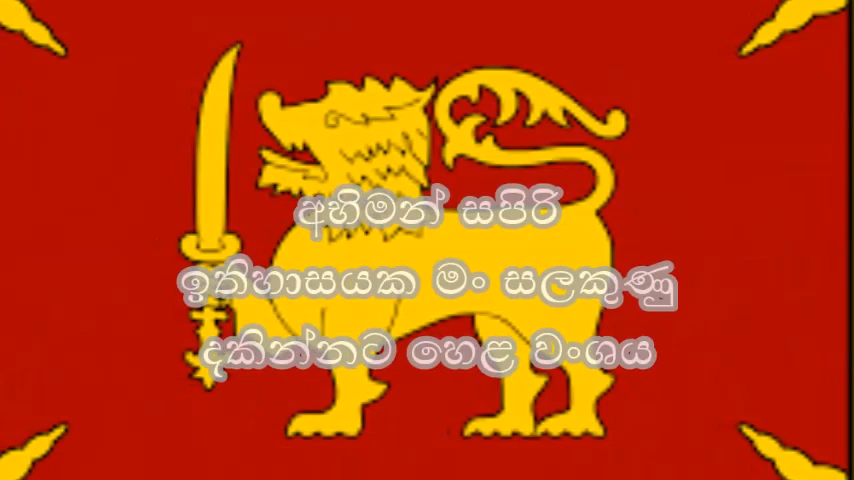 අභිමන් සපිරි
ඉතිහාසයක මං සලකුණු
දකින්නට හෙළ වංශය